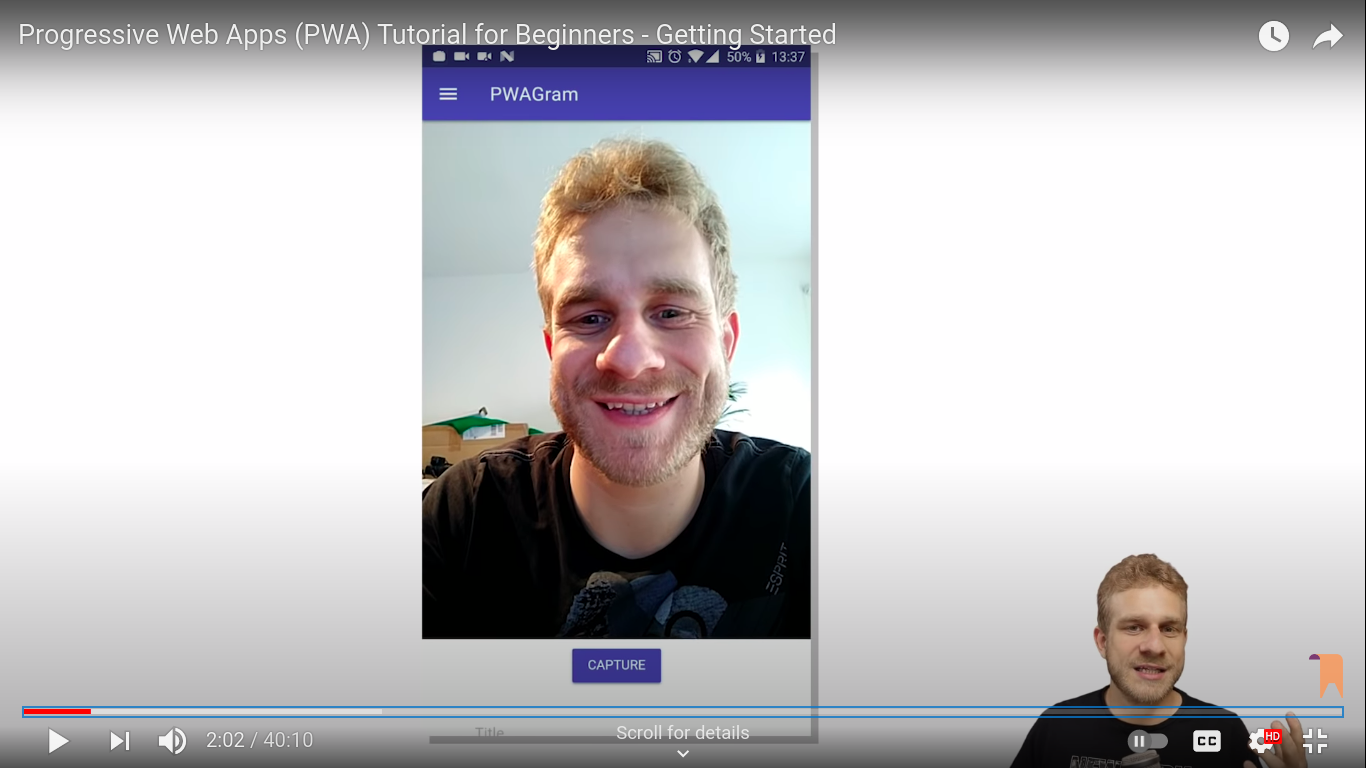 Progressive Web Apps (PWA) Tutorial for Beginners - Getting Started
50% 13:37
PWAGram
ESPRIT
CAPTURE
Title
Scroll for details
2:02 / 40:10
CC
HD